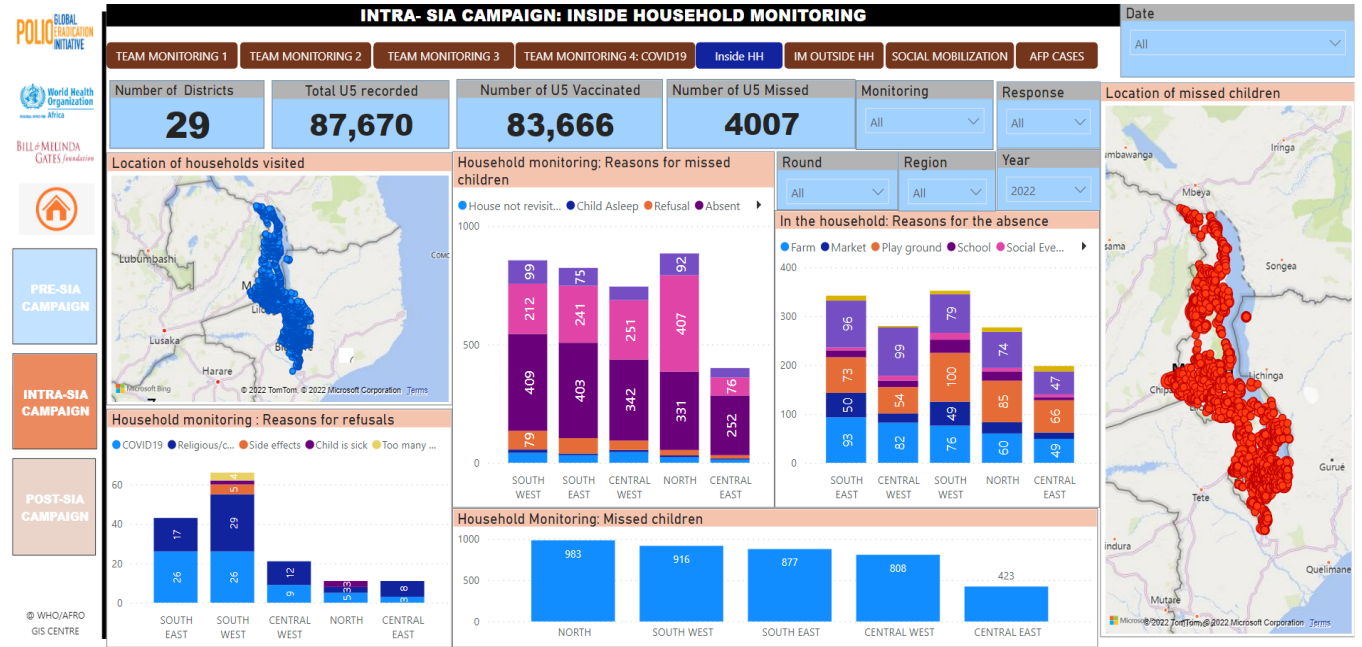 INTRA- SIA CAMPAIGN: INSIDE HOUSEHOLD MONITORING
Date
All
POLIO GLOBAL
ERADICATION
INITIATIVE
TEAM MONITORING 1
TEAM MONITORING 2
TEAM MONITORING 3
TEAM MONITORING 4: COVID19
Inside HH
IM OUTSIDE HH
SOCIAL MOBILIZATION
AFP CASES
World Health
Organization
Africa
BILL & MELINDA
GATES foundation
PRE-SIA
CAMPAIGN
INTRA-SIA
CAMPAIGN
POST-SIA
CAMPAIGN
@ WHO/AFRO
GIS CENTRE
Number of Districts
29
Total U5 recorded
87,670
Number of U5 Vaccinated
83,666
Number of U5 Missed
4007
Monitoring
All
Response
All
Round
All
Region
All
Year
2022
Location of households visited
Lubumbashi
Lusaka
Harare
Microsoft Bing
© 2022 TomTom, © 2022 Microsoft Corporation Terms
Household monitoring : Reasons for refusals
COVID19 Religious/c... Side effects Child is sick Too many ...
60
40
20
0
17
26
4
5
29
26
12
9
33
5
8
3
SOUTH EAST
SOUTH WEST
CENTRAL WEST
NORTH
CENTRAL EAST
Household monitoring; Reasons for missed
children
House not revisit... Child Asleep Refusal Absent
1000
500
0
99
212
409
79
75
241
403
251
342
92
407
331
76
252
SOUTH WEST
SOUTH EAST
CENTRAL WEST
NORTH
CENTRAL EAST
In the household: Reasons for the absence
Farm Market Play ground School Social Eve...
400
300
200
100
0
96
73
50
93
99
54
82
79
100
49
76
74
85
60
47
66
49
SOUTH EAST
CENTRAL WEST
SOUTH WEST
NORTH
CENTRAL EAST
Household Monitoring: Missed children
1000
500
0
983
916
877
808
423
NORTH
SOUTH WEST
SOUTH EAST
CENTRAL WEST
CENTRAL EAST
Location of missed children
Iringa
mbawanga
Mbeya
sama
Songea
Lichinga
Gurué
Tete
indura
Quelimane
Mutare
© 2022 TomTom, © 2022 Microsoft Corporation Terms